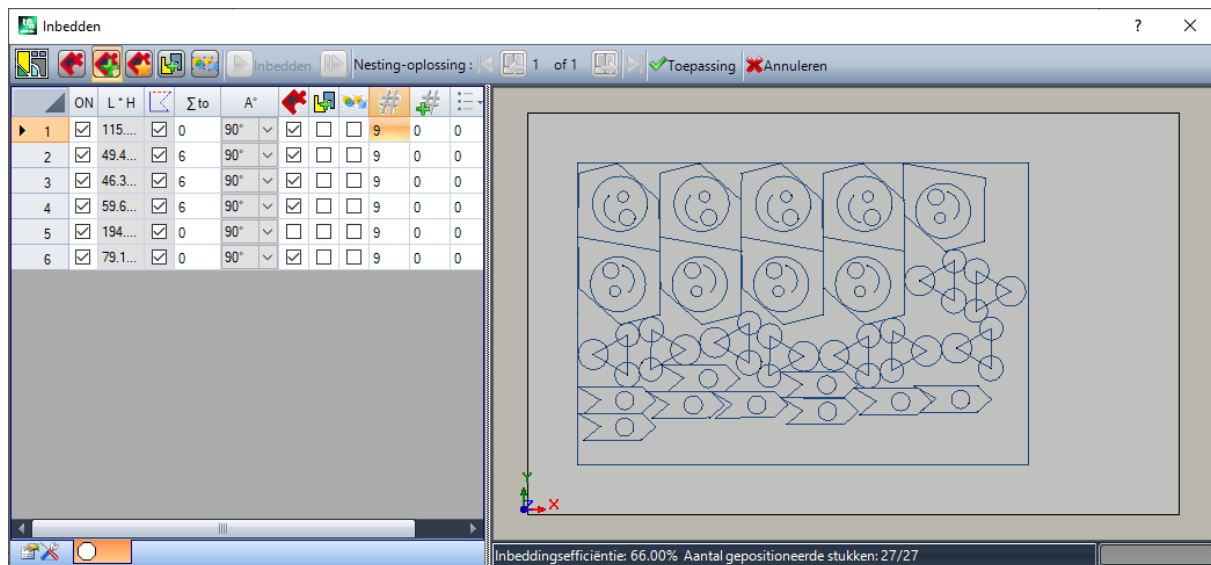 Inbedden ?
Inbedden Nesting-oplossing : 1 of 1 Toepassing Annuleren
ON L * H Σ to A° # #
1 115.... 0 90° 9 0 0
2 49.4... 6 90° 9 0 0
3 46.3... 6 90° 9 0 0
4 59.6... 6 90° 9 0 0
5 194.... 0 90° 9 0 0
6 79.1... 0 90° 9 0 0
Y
Z X
Inbeddingsefficiëntie: 66.00% Aantal gepositioneerde stukken: 27/27